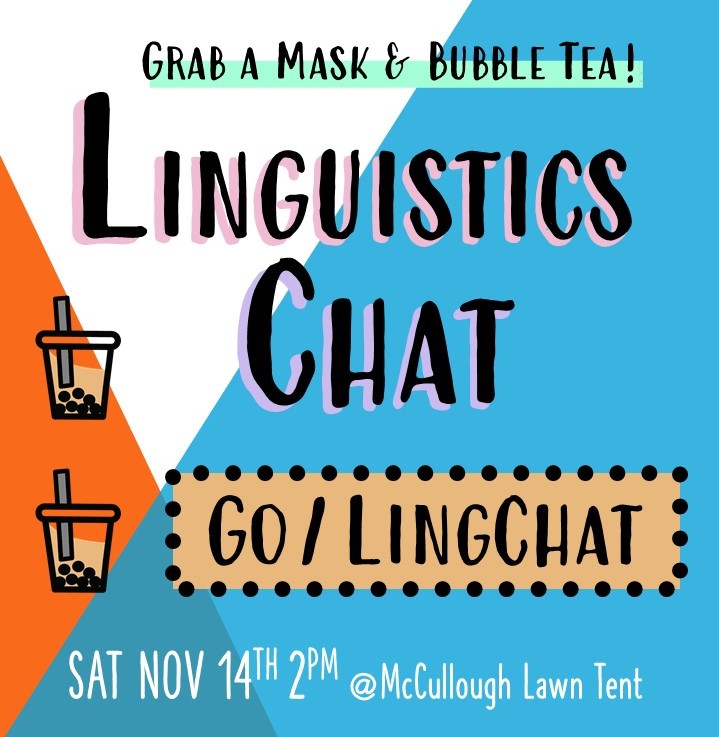 Grab a Mask & Bubble Tea!
Linguistics
Chat
Go/LingChat
SAT NOV 14TH 2PM @McCullough Lawn Tent